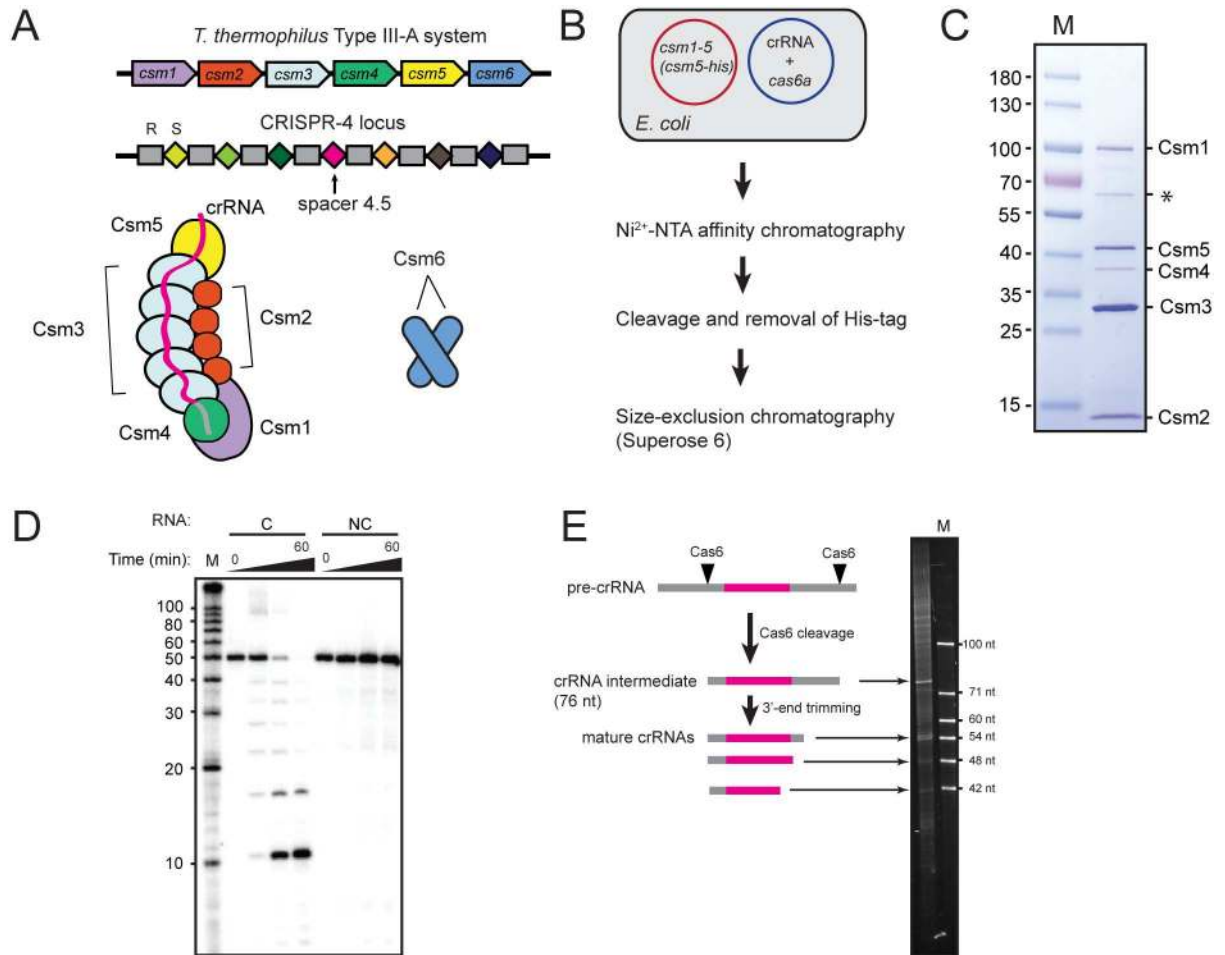 A
T. thermophilus Type III-A system
csm1 csm2 csm3 csm4 csm5 csm6
CRISPR-4 locus
R S
spacer 4.5
crRNA
Csm5
Csm3
Csm2
Csm4
Csm1
Csm6
B
csm1-5
(csm5-his)
crRNA
+
cas6a
E. coli
Ni²⁺-NTA affinity chromatography
Cleavage and removal of His-tag
Size-exclusion chromatography
(Superose 6)
C
M
180
130
100
70
55
40
35
25
15
Csm1
*
Csm5
Csm4
Csm3
Csm2
D
RNA: C NC
Time (min): 0 60 0 60
M
100
80
60
50
40
30
20
10
E
Cas6 Cas6
pre-crRNA
Cas6 cleavage
crRNA intermediate
(76 nt)
3'-end trimming
mature crRNAs
M
100 nt
71 nt
60 nt
54 nt
48 nt
42 nt